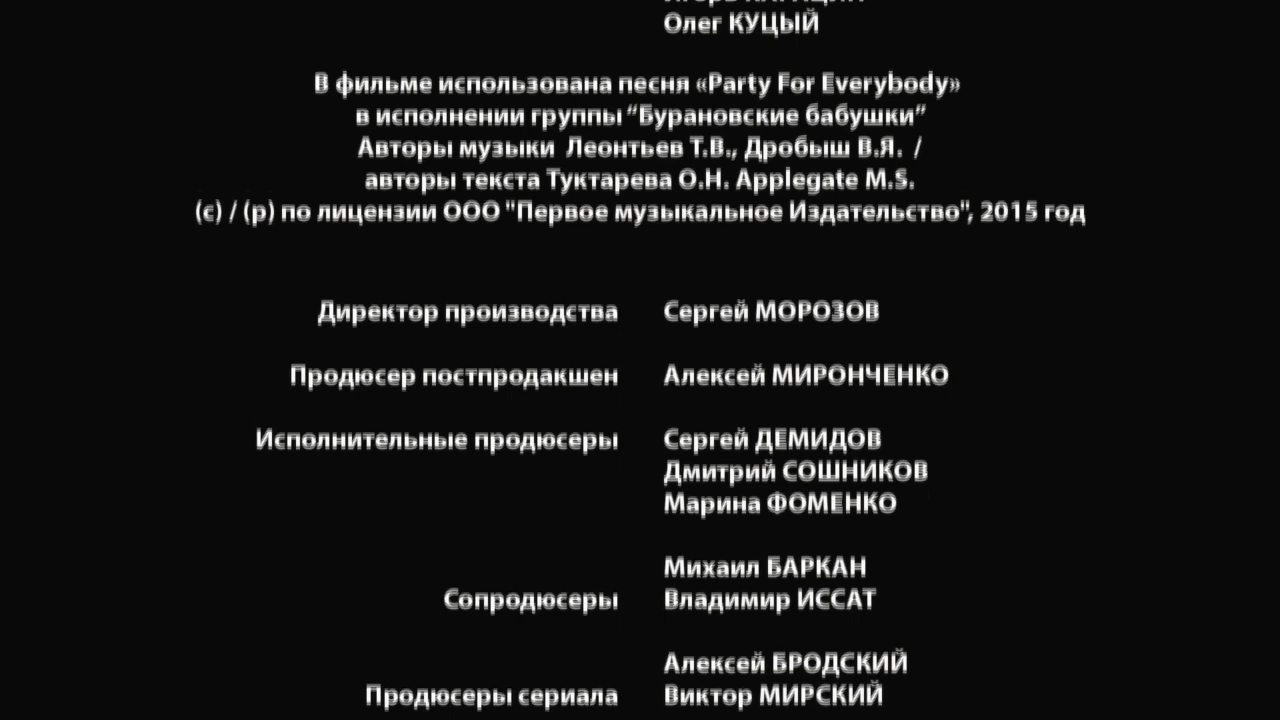 Олег КУЦЫЙ
В фильме использована песня «Party For Everybody»
в исполнении группы “Бурановские бабушки”
Авторы музыки Леонтьев Т.В., Дробыш В.Я. /
авторы текста Туктарева О.Н. Applegate M.S.
(с) / (р) по лицензии ООО "Первое музыкальное Издательство", 2015 год
Директор производства Сергей МОРОЗОВ
Продюсер постпродакшен Алексей МИРОНЧЕНКО
Исполнительные продюсеры Сергей ДЕМИДОВ
Дмитрий СОШНИКОВ
Марина ФОМЕНКО
Михаил БАРКАН
Сопродюсеры Владимир ИССАТ
Алексей БРОДСКИЙ
Продюсеры сериала Виктор МИРСКИЙ